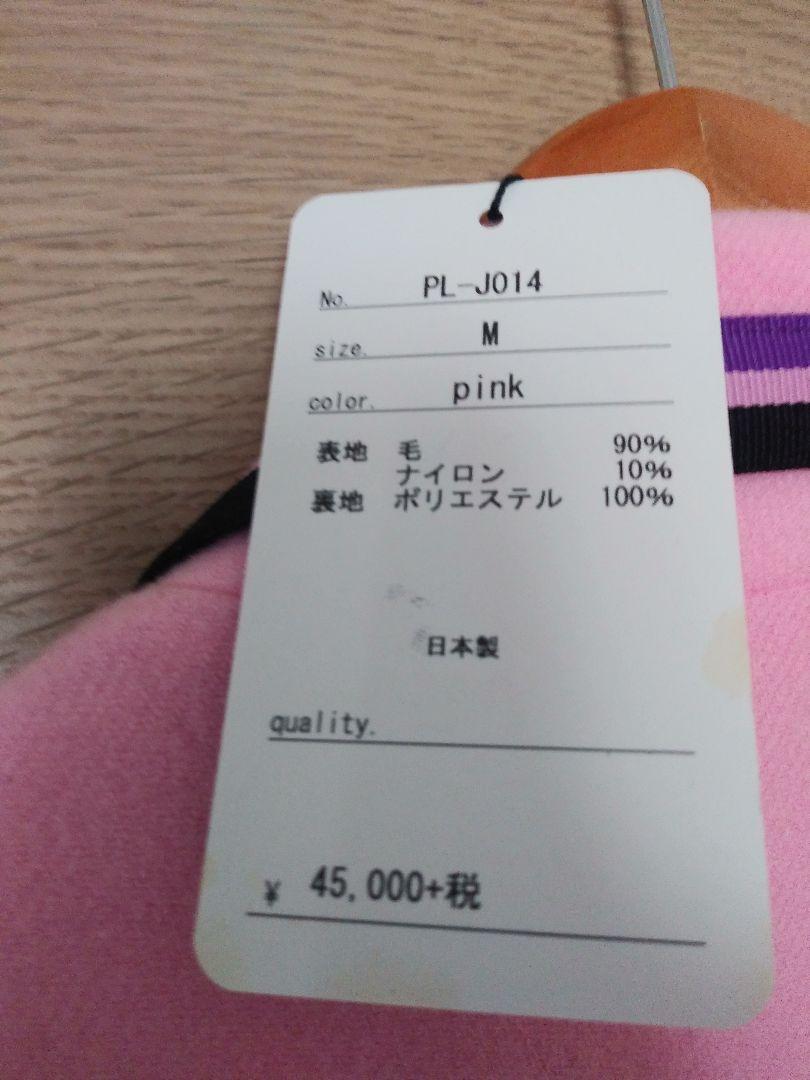 No. PL-J014
size. M
color. pink
表地 毛 90%
ナイロン 10%
裏地 ポリエステル 100%
日本製
quality.
¥ 45,000+税